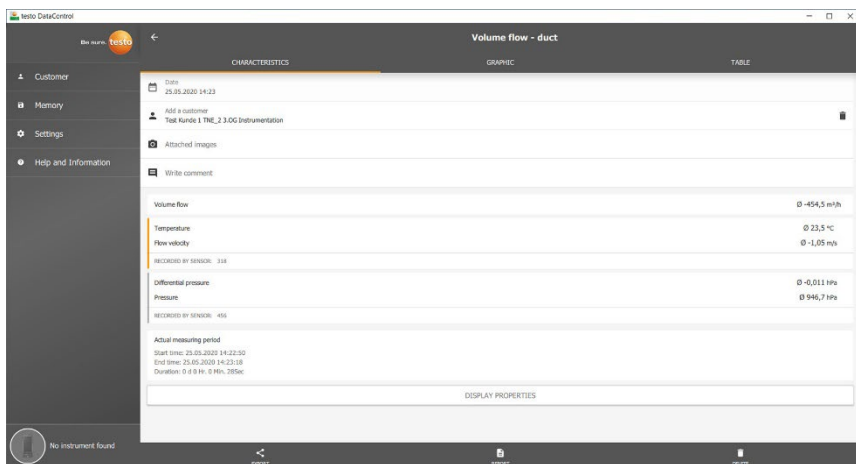 testo DataControl
Be sure. testo
Volume flow - duct
CHARACTERISTICS
GRAPHIC
TABLE
Customer
Memory
Settings
Help and Information
Date
25.05.2020 14:23
Add a customer
Test Kunde 1 TNE_2 3.OG Instrumentation
Attached images
Write comment
Volume flow
Ø -454,5 m³/h
Temperature
Ø 23,5 °C
Flow velocity
Ø -1,05 m/s
RECORDED BY SENSOR: 318
Differential pressure
Ø -0,011 hPa
Pressure
Ø 946,7 hPa
RECORDED BY SENSOR: 456
Actual measuring period
Start time: 25.05.2020 14:22:50
End time: 25.05.2020 14:23:18
Duration: 0 d 0 Hr. 0 Min. 28Sec
DISPLAY PROPERTIES
No instrument found